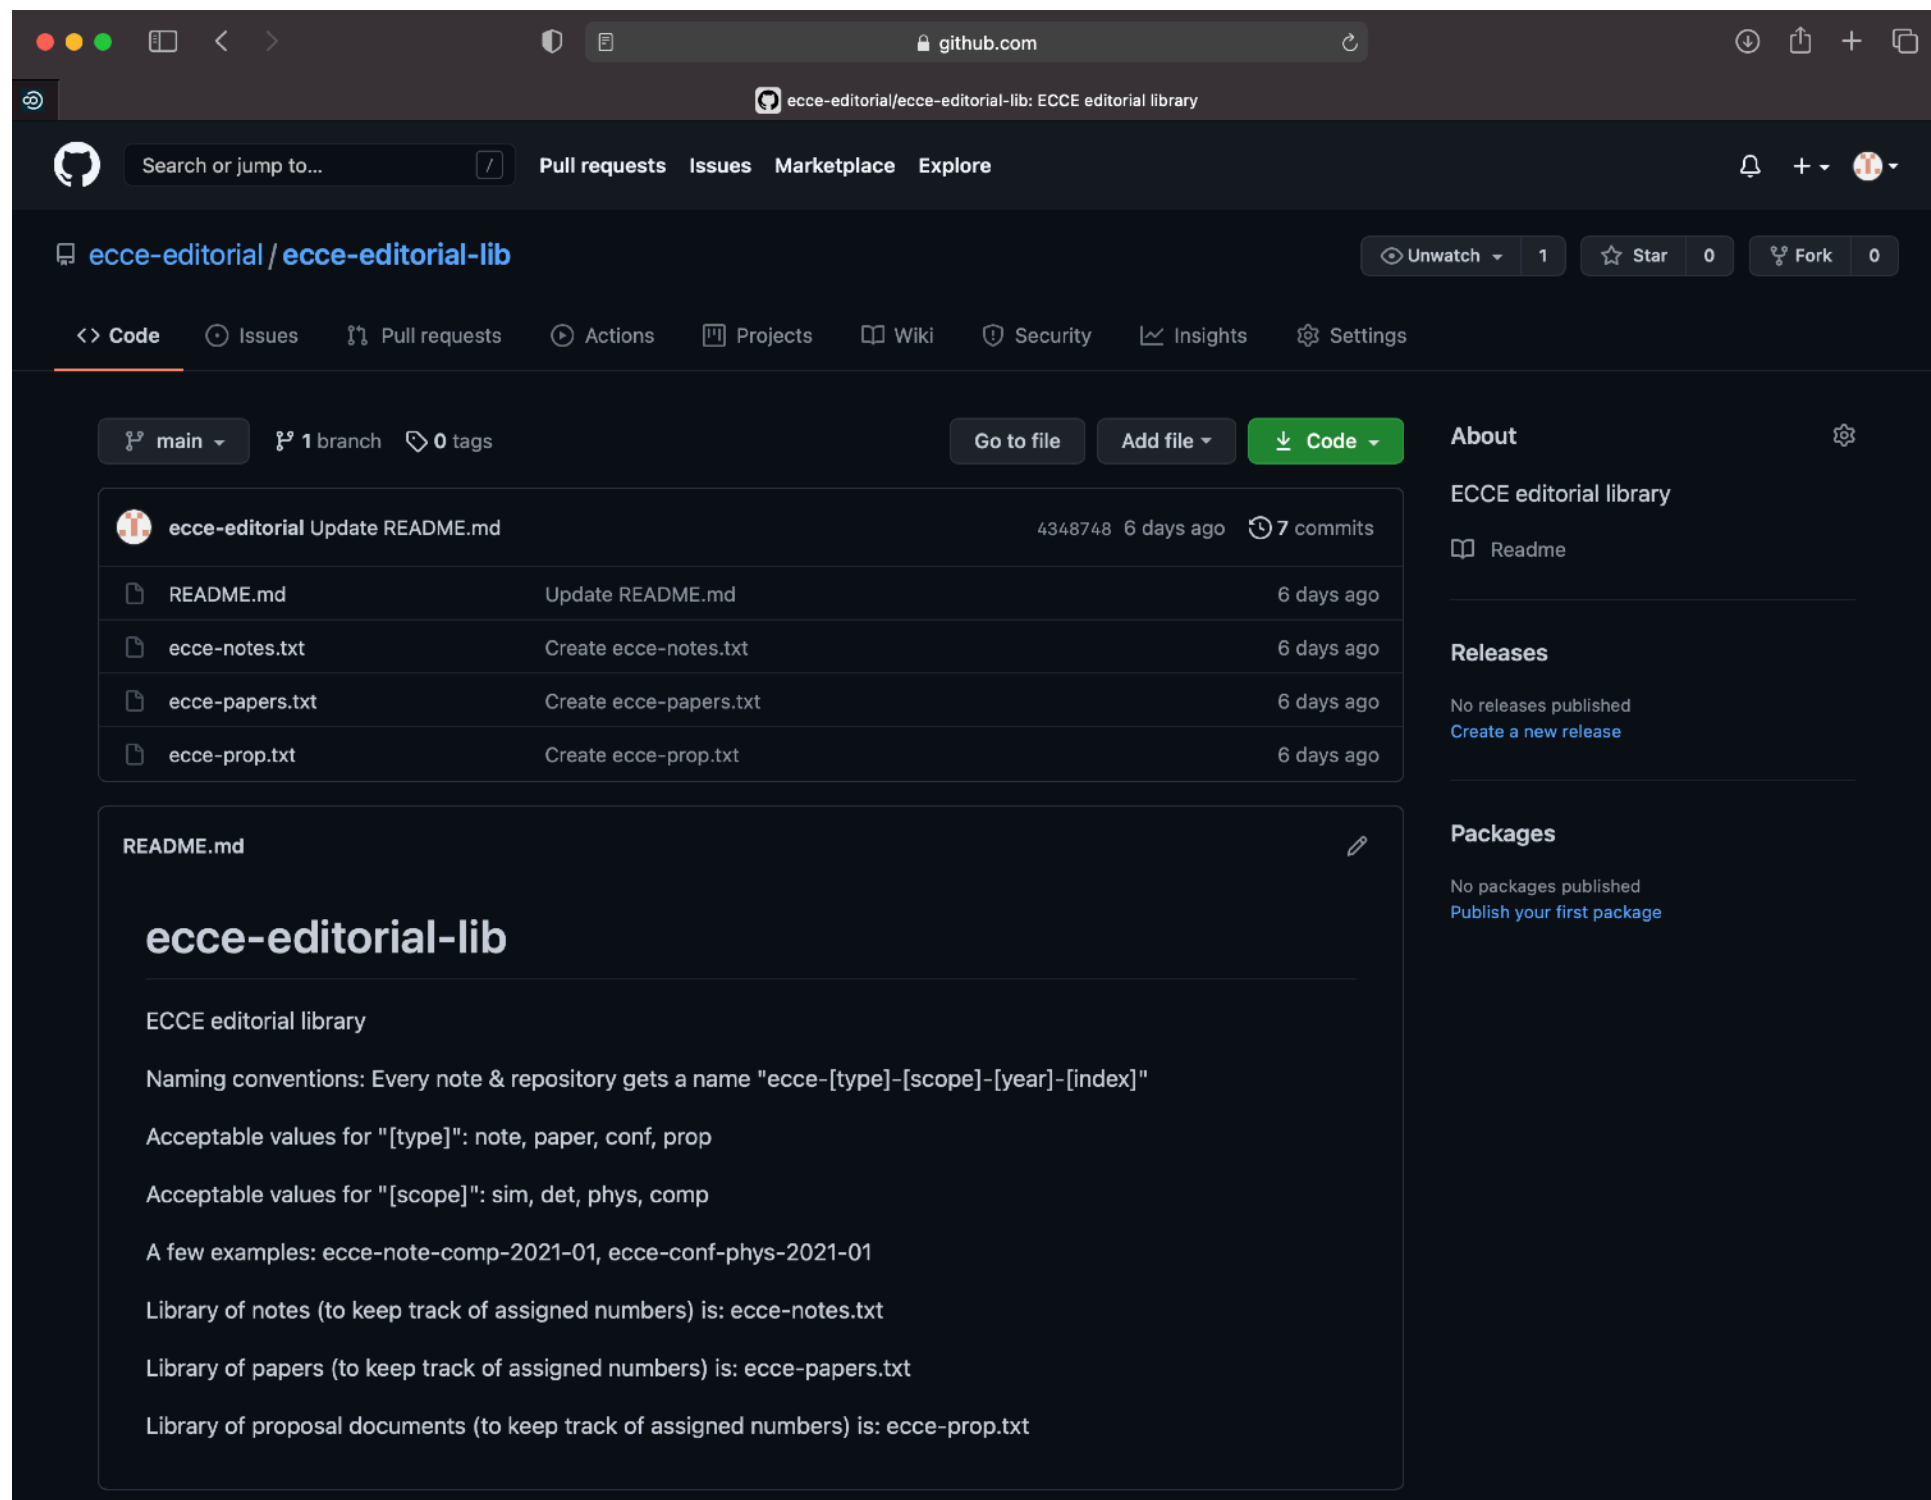 github.com
ecce-editorial/ecce-editorial-lib: ECCE editorial library
Search or jump to... /
Pull requests Issues Marketplace Explore
ecce-editorial / ecce-editorial-lib
Unwatch 1 Star 0 Fork 0
<> Code Issues Pull requests Actions Projects Wiki Security Insights Settings
main 1 branch 0 tags
Go to file Add file Code
ecce-editorial Update README.md 4348748 6 days ago 7 commits
README.md Update README.md 6 days ago
ecce-notes.txt Create ecce-notes.txt 6 days ago
ecce-papers.txt Create ecce-papers.txt 6 days ago
ecce-prop.txt Create ecce-prop.txt 6 days ago
README.md
ecce-editorial-lib
ECCE editorial library
Naming conventions: Every note & repository gets a name "ecce-[type]-[scope]-[year]-[index]"
Acceptable values for "[type]": note, paper, conf, prop
Acceptable values for "[scope]": sim, det, phys, comp
A few examples: ecce-note-comp-2021-01, ecce-conf-phys-2021-01
Library of notes (to keep track of assigned numbers) is: ecce-notes.txt
Library of papers (to keep track of assigned numbers) is: ecce-papers.txt
Library of proposal documents (to keep track of assigned numbers) is: ecce-prop.txt
About
ECCE editorial library
Readme
Releases
No releases published
Create a new release
Packages
No packages published
Publish your first package